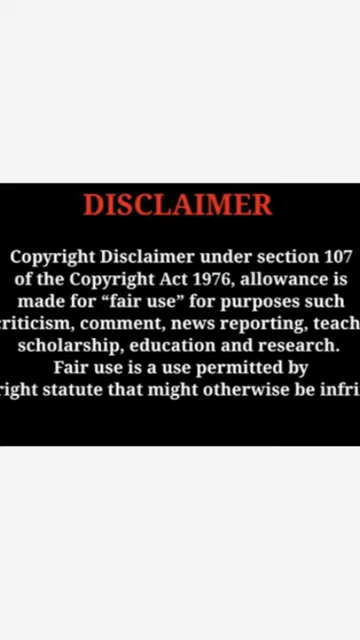 DISCLAIMER
Copyright Disclaimer under section 107
of the Copyright Act 1976, allowance is
made for “fair use” for purposes such
criticism, comment, news reporting, teach
scholarship, education and research.
Fair use is a use permitted by
right statute that might otherwise be infri